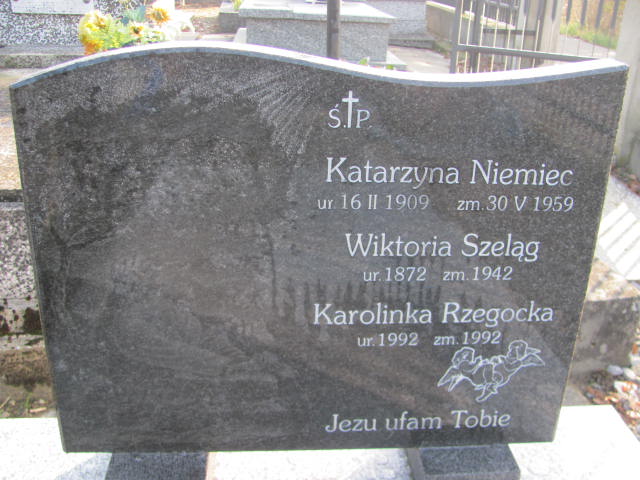 Ś.†P.
Katarzyna Niemiec
ur. 16 II 1909 zm. 30 V 1959
Wiktoria Szeląg
ur. 1872 zm. 1942
Karolinka Rzegocka
ur. 1992 zm. 1992
Jezu ufam Tobie